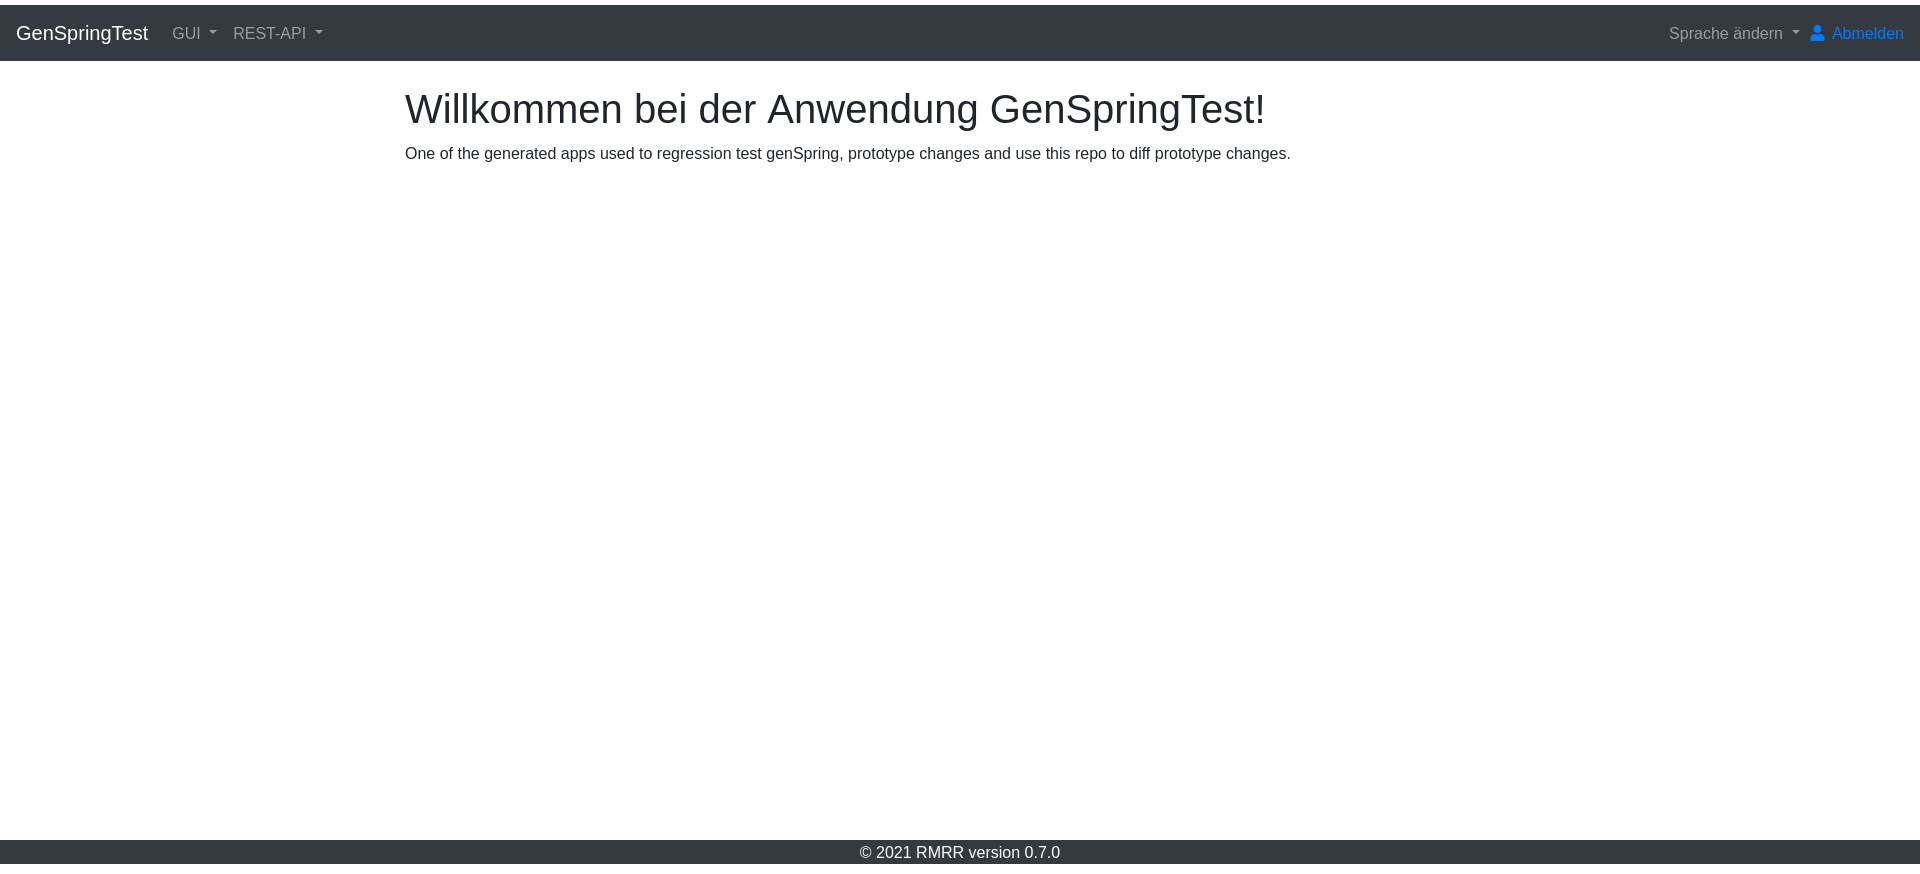 GenSpringTest GUI REST-API Sprache ändern Abmelden
Willkommen bei der Anwendung GenSpringTest!
One of the generated apps used to regression test genSpring, prototype changes and use this repo to diff prototype changes.
© 2021 RMRR version 0.7.0